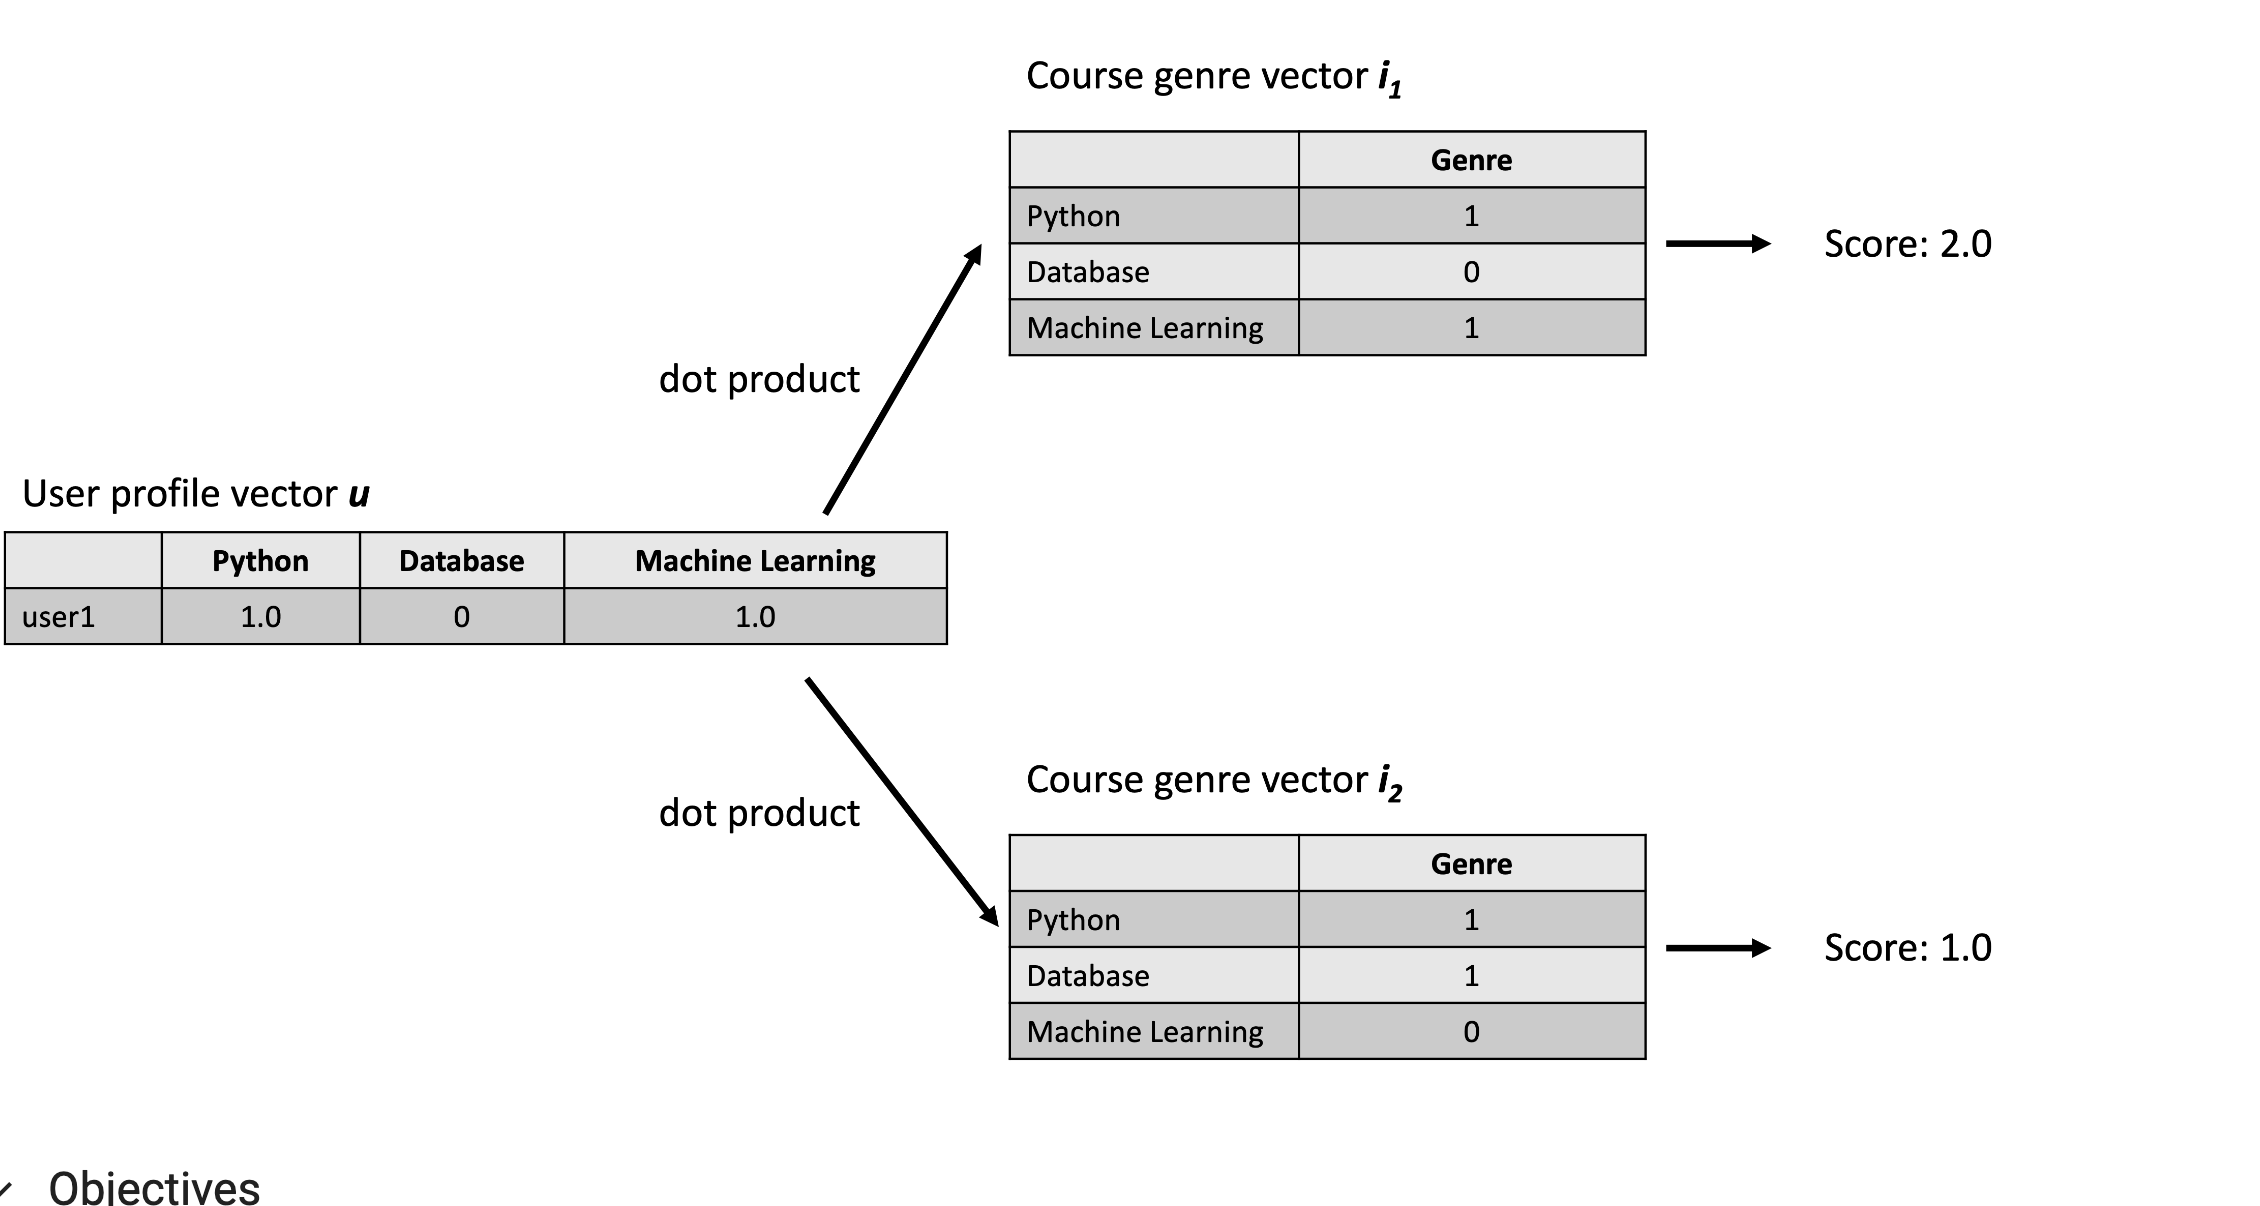 Course genre vector i1
Genre
Python 1
Database 0
Machine Learning 1
Score: 2.0
dot product
User profile vector u
Python Database Machine Learning
user1 1.0 0 1.0
dot product
Course genre vector i2
Genre
Python 1
Database 1
Machine Learning 0
Score: 1.0
Objectives